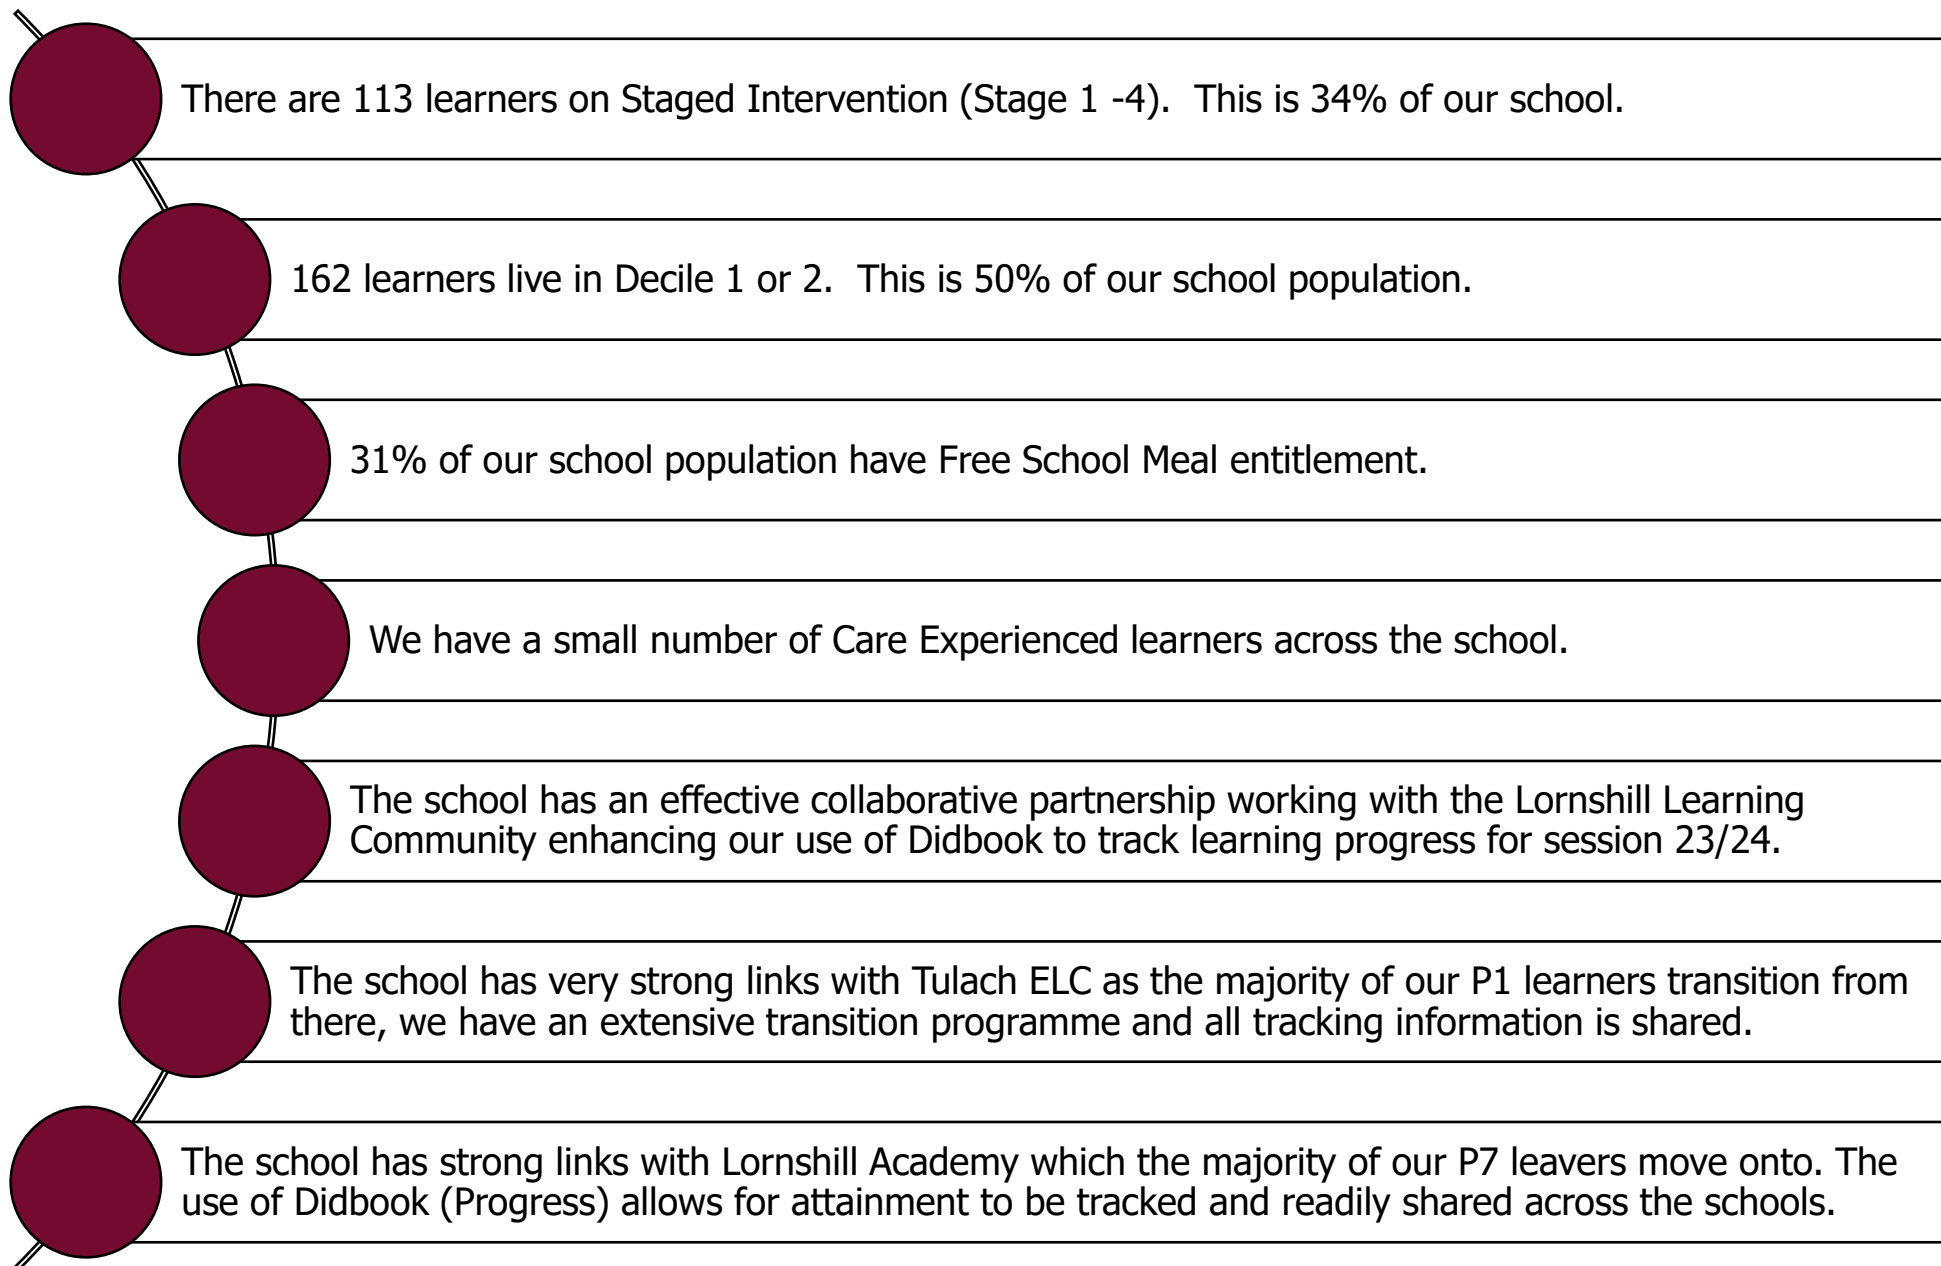 There are 113 learners on Staged Intervention (Stage 1 -4).  This is 34% of our school.
162 learners live in Decile 1 or 2.  This is 50% of our school population.
31% of our school population have Free School Meal entitlement.
We have a small number of Care Experienced learners across the school.
The school has an effective collaborative partnership working with the Lornshill Learning
Community enhancing our use of Didbook to track learning progress for session 23/24.
The school has very strong links with Tulach ELC as the majority of our P1 learners transition from
there, we have an extensive transition programme and all tracking information is shared.
The school has strong links with Lornshill Academy which the majority of our P7 leavers move onto. The
use of Didbook (Progress) allows for attainment to be tracked and readily shared across the schools.